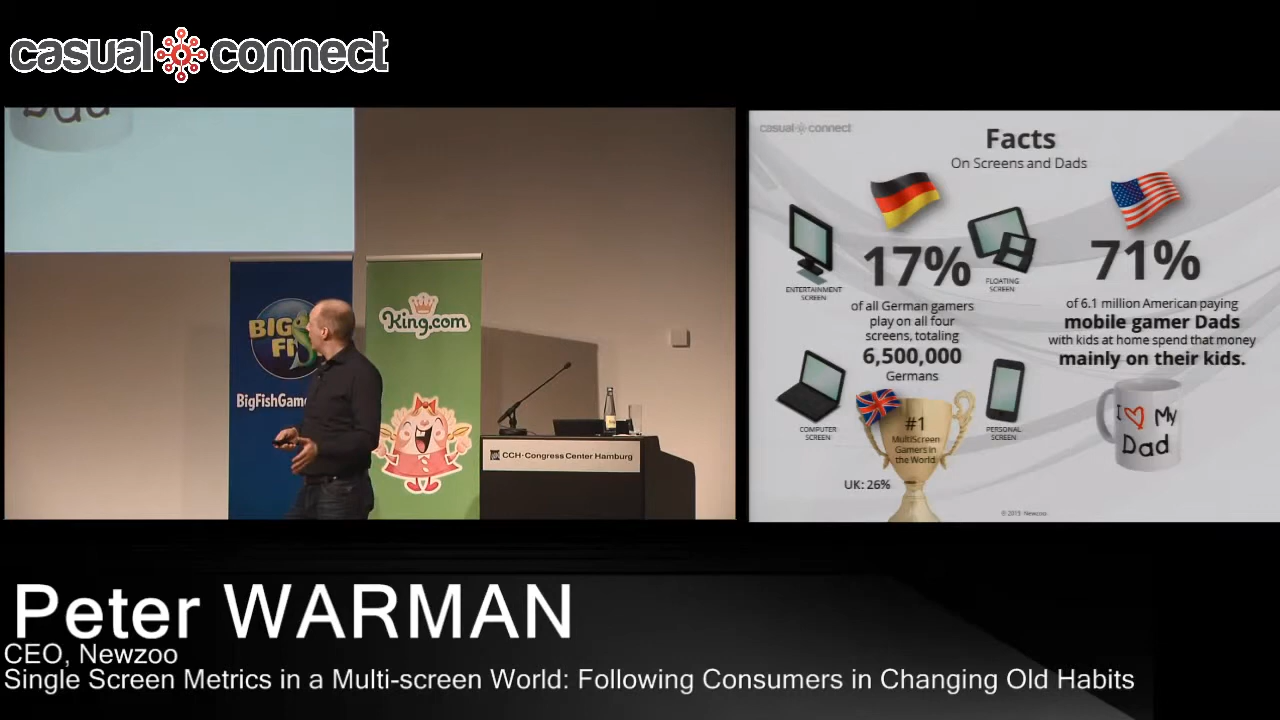 casual connect
Dad
BIG
FI
BigFishGam
King.com
CCH-Congress Center Hamburg
casual connect
Facts
On Screens and Dads
17%
71%
ENTERTAINMENT
SCREEN
FLOATING
SCREEN
of all German gamers
play on all four
screens, totaling
6,500,000
Germans
of 6.1 million American paying
mobile gamer Dads
with kids at home spend that money
mainly on their kids.
COMPUTER
SCREEN
PERSONAL
SCREEN
#1
MultiScreen
Gamers in
the World
UK: 26%
I My
Dad
© 2013 Newzoo
Peter WARMAN
CEO, Newzoo
Single Screen Metrics in a Multi-screen World: Following Consumers in Changing Old Habits